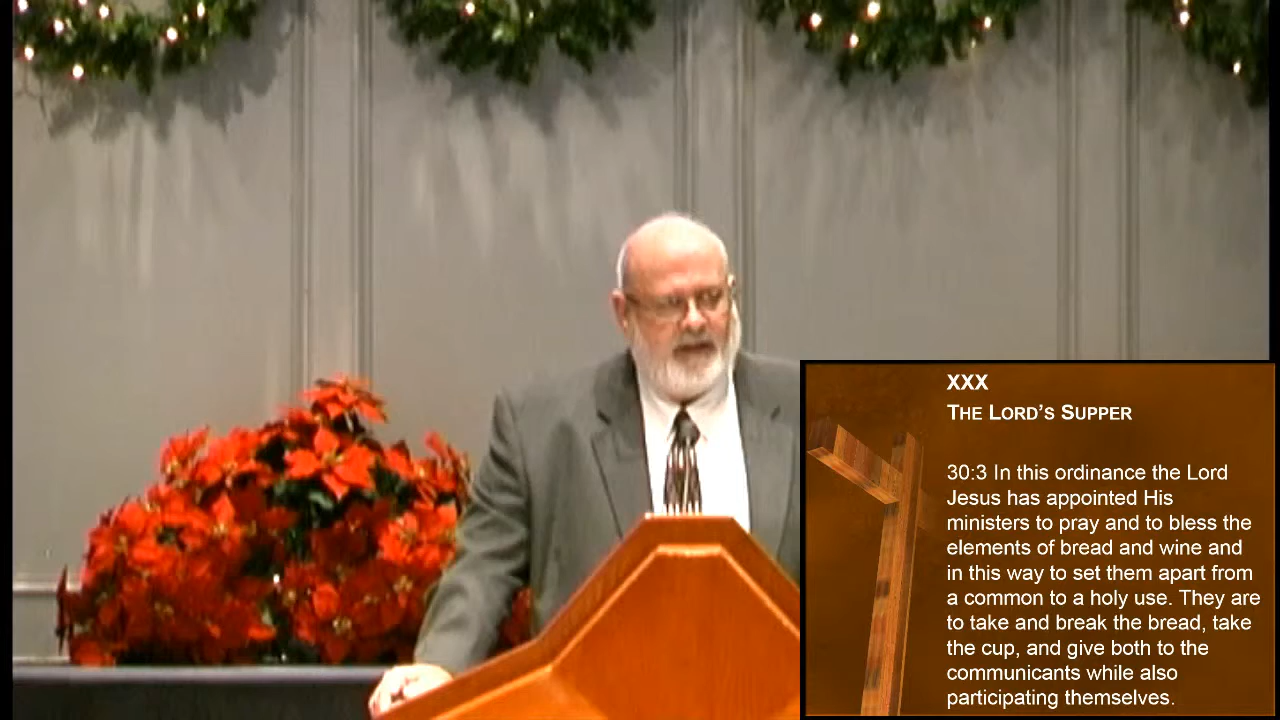 XXX
THE LORD'S SUPPER
30:3 In this ordinance the Lord
Jesus has appointed His
ministers to pray and to bless the
elements of bread and wine and
in this way to set them apart from
a common to a holy use. They are
to take and break the bread, take
the cup, and give both to the
communicants while also
participating themselves.